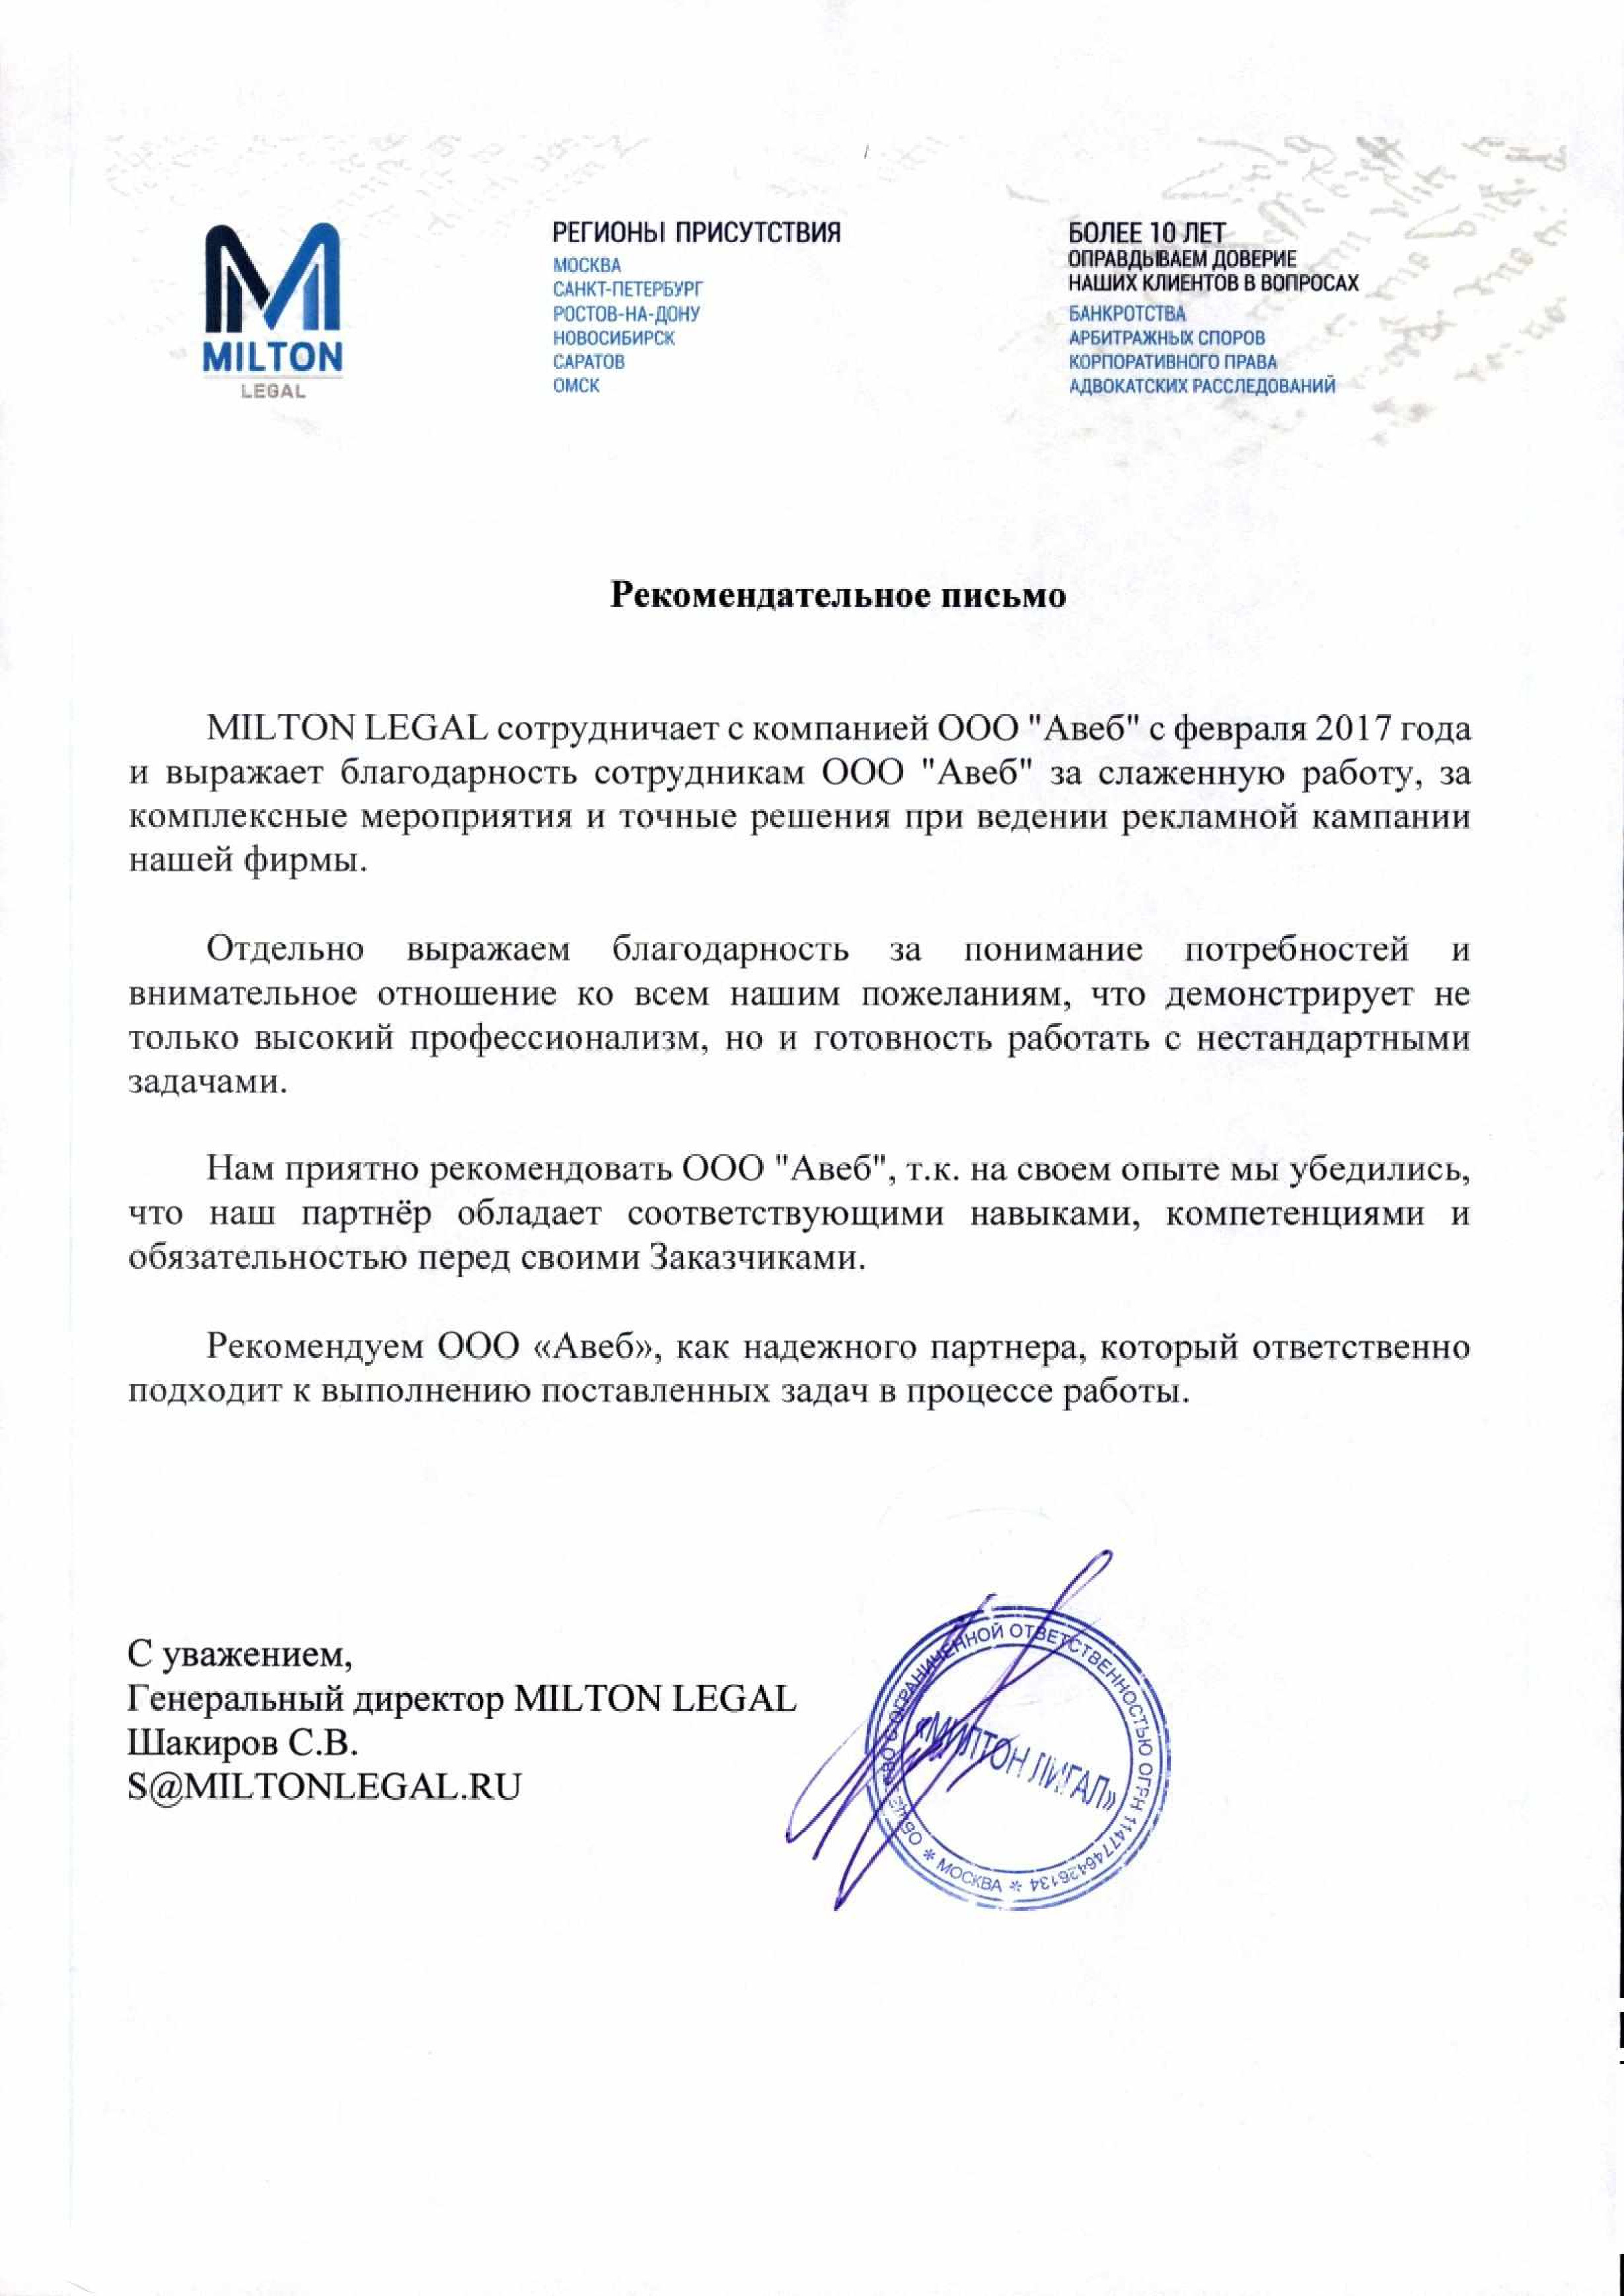 MILTON
LEGAL
РЕГИОНЫ ПРИСУТСТВИЯ
МОСКВА
САНКТ-ПЕТЕРБУРГ
РОСТОВ-НА-ДОНУ
НОВОСИБИРСК
САРАТОВ
ОМСК
БОЛЕЕ 10 ЛЕТ
ОПРАВДЫВАЕМ ДОВЕРИЕ
НАШИХ КЛИЕНТОВ В ВОПРОСАХ
БАНКРОТСТВА
АРБИТРАЖНЫХ СПОРОВ
КОРПОРАТИВНОГО ПРАВА
АДВОКАТСКИХ РАССЛЕДОВАНИЙ
Рекомендательное письмо
MILTON LEGAL сотрудничает с компанией ООО "Авеб" с февраля 2017 года
и выражает благодарность сотрудникам ООО "Авеб" за слаженную работу, за
комплексные мероприятия и точные решения при ведении рекламной кампании
нашей фирмы.
Отдельно выражаем благодарность за понимание потребностей и
внимательное отношение ко всем нашим пожеланиям, что демонстрирует не
только высокий профессионализм, но и готовность работать с нестандартными
задачами.
Нам приятно рекомендовать ООО "Авеб", т.к. на своем опыте мы убедились,
что наш партнёр обладает соответствующими навыками, компетенциями и
обязательностью перед своими Заказчиками.
Рекомендуем ООО «Авеб», как надежного партнера, который ответственно
подходит к выполнению поставленных задач в процессе работы.
С уважением,
Генеральный директор MILTON LEGAL
Шакиров С.В.
S@MILTONLEGAL.RU
ОБЩЕСТВО С ОГРАНИЧЕННОЙ ОТВЕТСТВЕННОСТЬЮ ОГРН 1147746426134
* МОСКВА *
«МИЛТОН ЛИГАЛ»